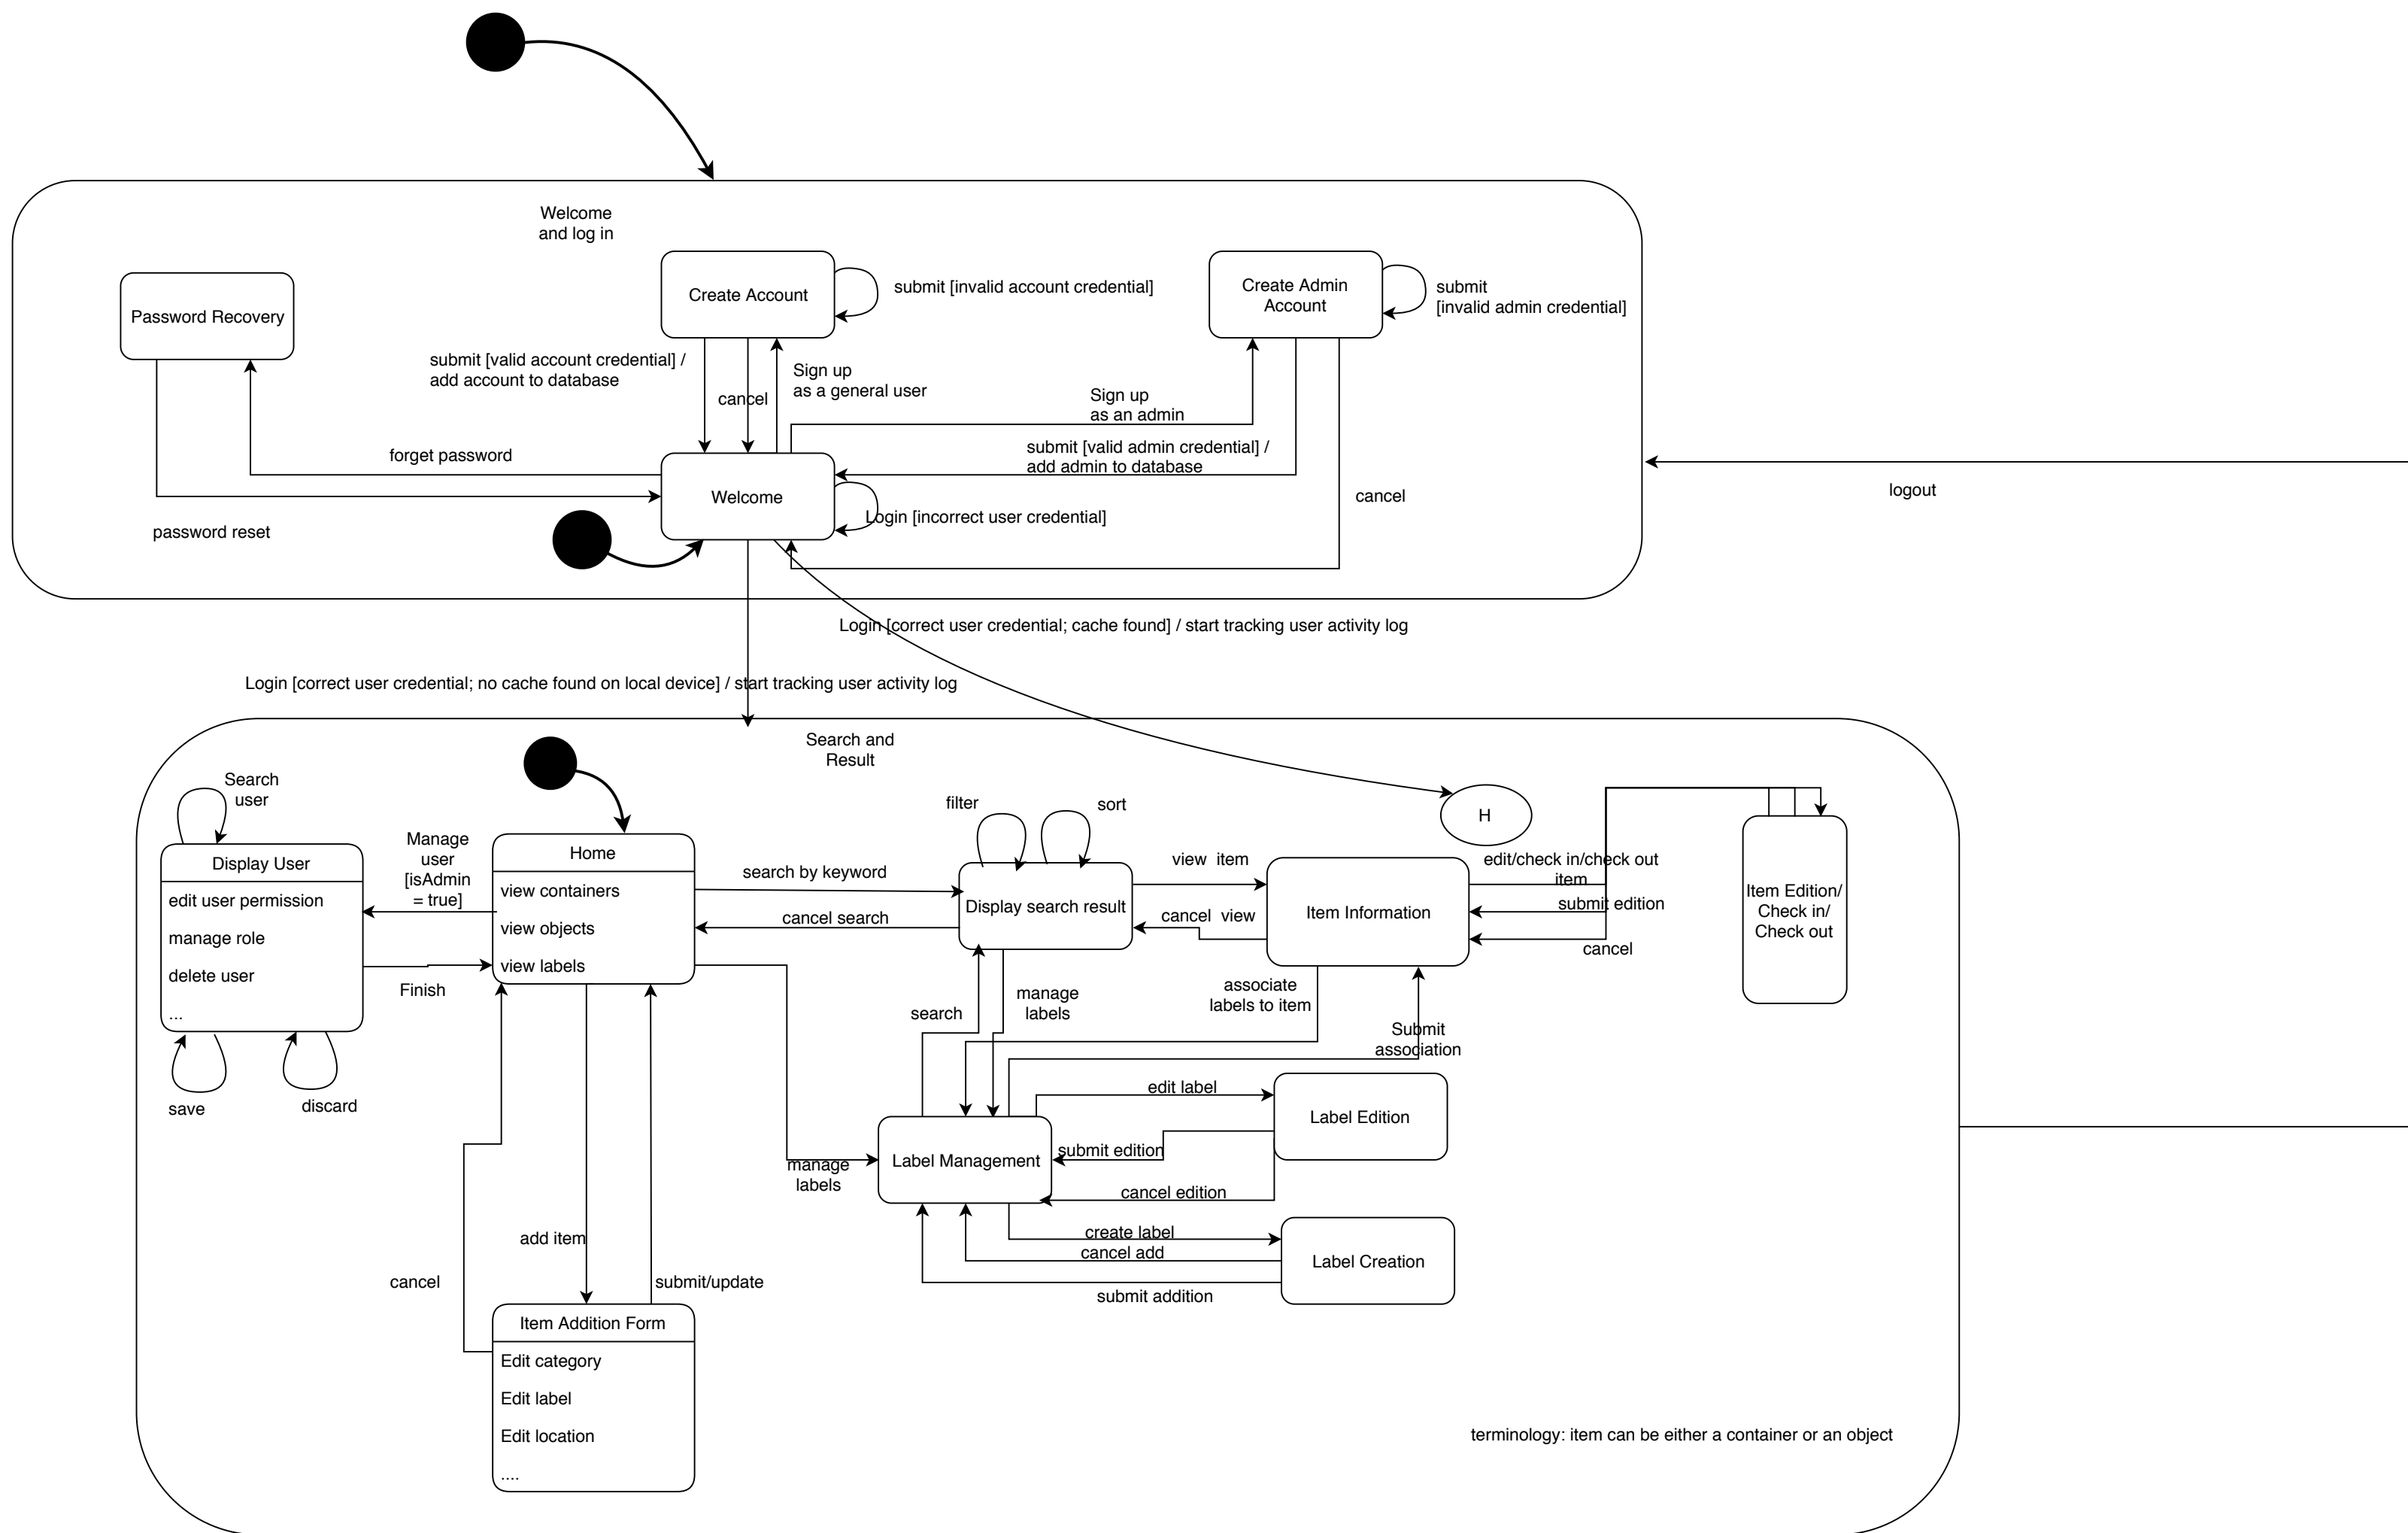 Welcome
and log in
Password Recovery
Create Account
submit [invalid account credential]
Create Admin
Account
submit
[invalid admin credential]
submit [valid account credential] /
add account to database
cancel
Sign up
as a general user
Sign up
as an admin
forget password
submit [valid admin credential] /
add admin to database
Welcome
Login [incorrect user credential]
cancel
logout
password reset
Login [correct user credential; cache found] / start tracking user activity log
Login [correct user credential; no cache found on local device] / start tracking user activity log
Search and
Result
Search
user
Display User
edit user permission
manage role
delete user
...
Manage
user
[isAdmin
= true]
Finish
save
discard
Home
view containers
view objects
view labels
search by keyword
cancel search
filter
sort
Display search result
view item
cancel view
H
Item Information
edit/check in/check out
item
submit edition
cancel
Item Edition/
Check in/
Check out
search
manage
labels
associate
labels to item
Submit
association
manage
labels
Label Management
edit label
submit edition
cancel edition
Label Edition
create label
cancel add
submit addition
Label Creation
add item
cancel
submit/update
Item Addition Form
Edit category
Edit label
Edit location
....
terminology: item can be either a container or an object